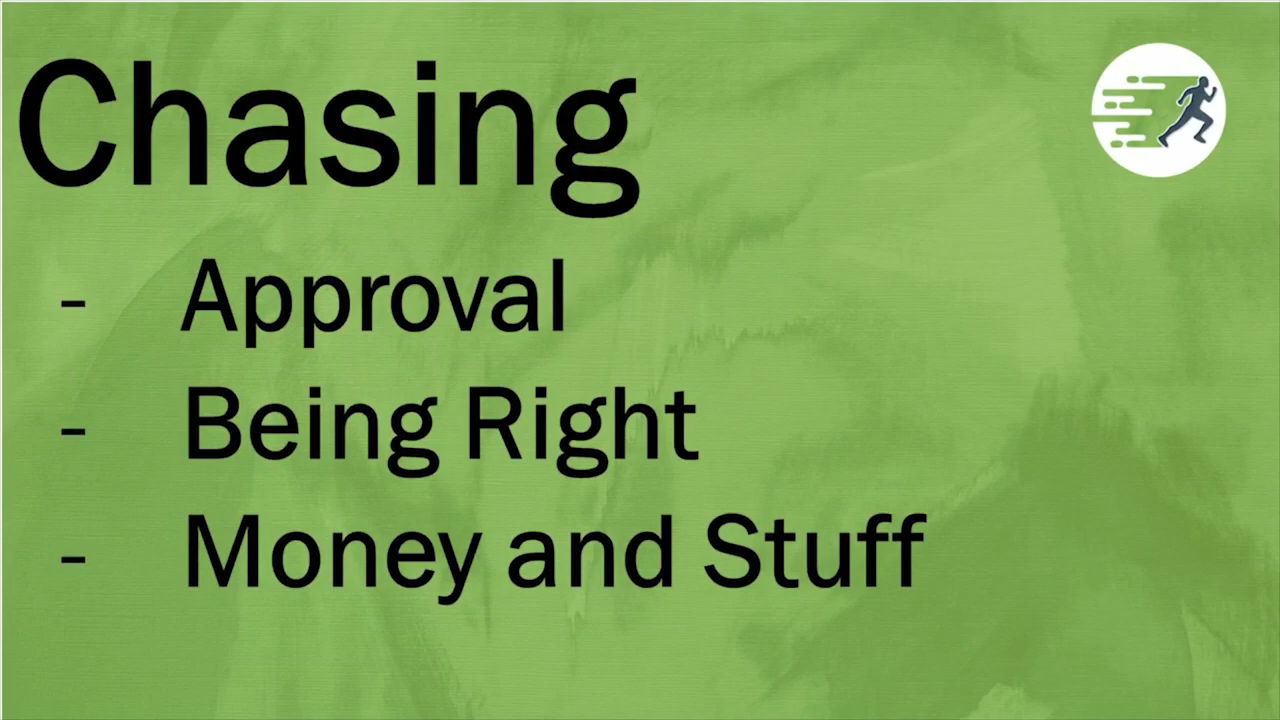 Chasing
- Approval
- Being Right
- Money and Stuff